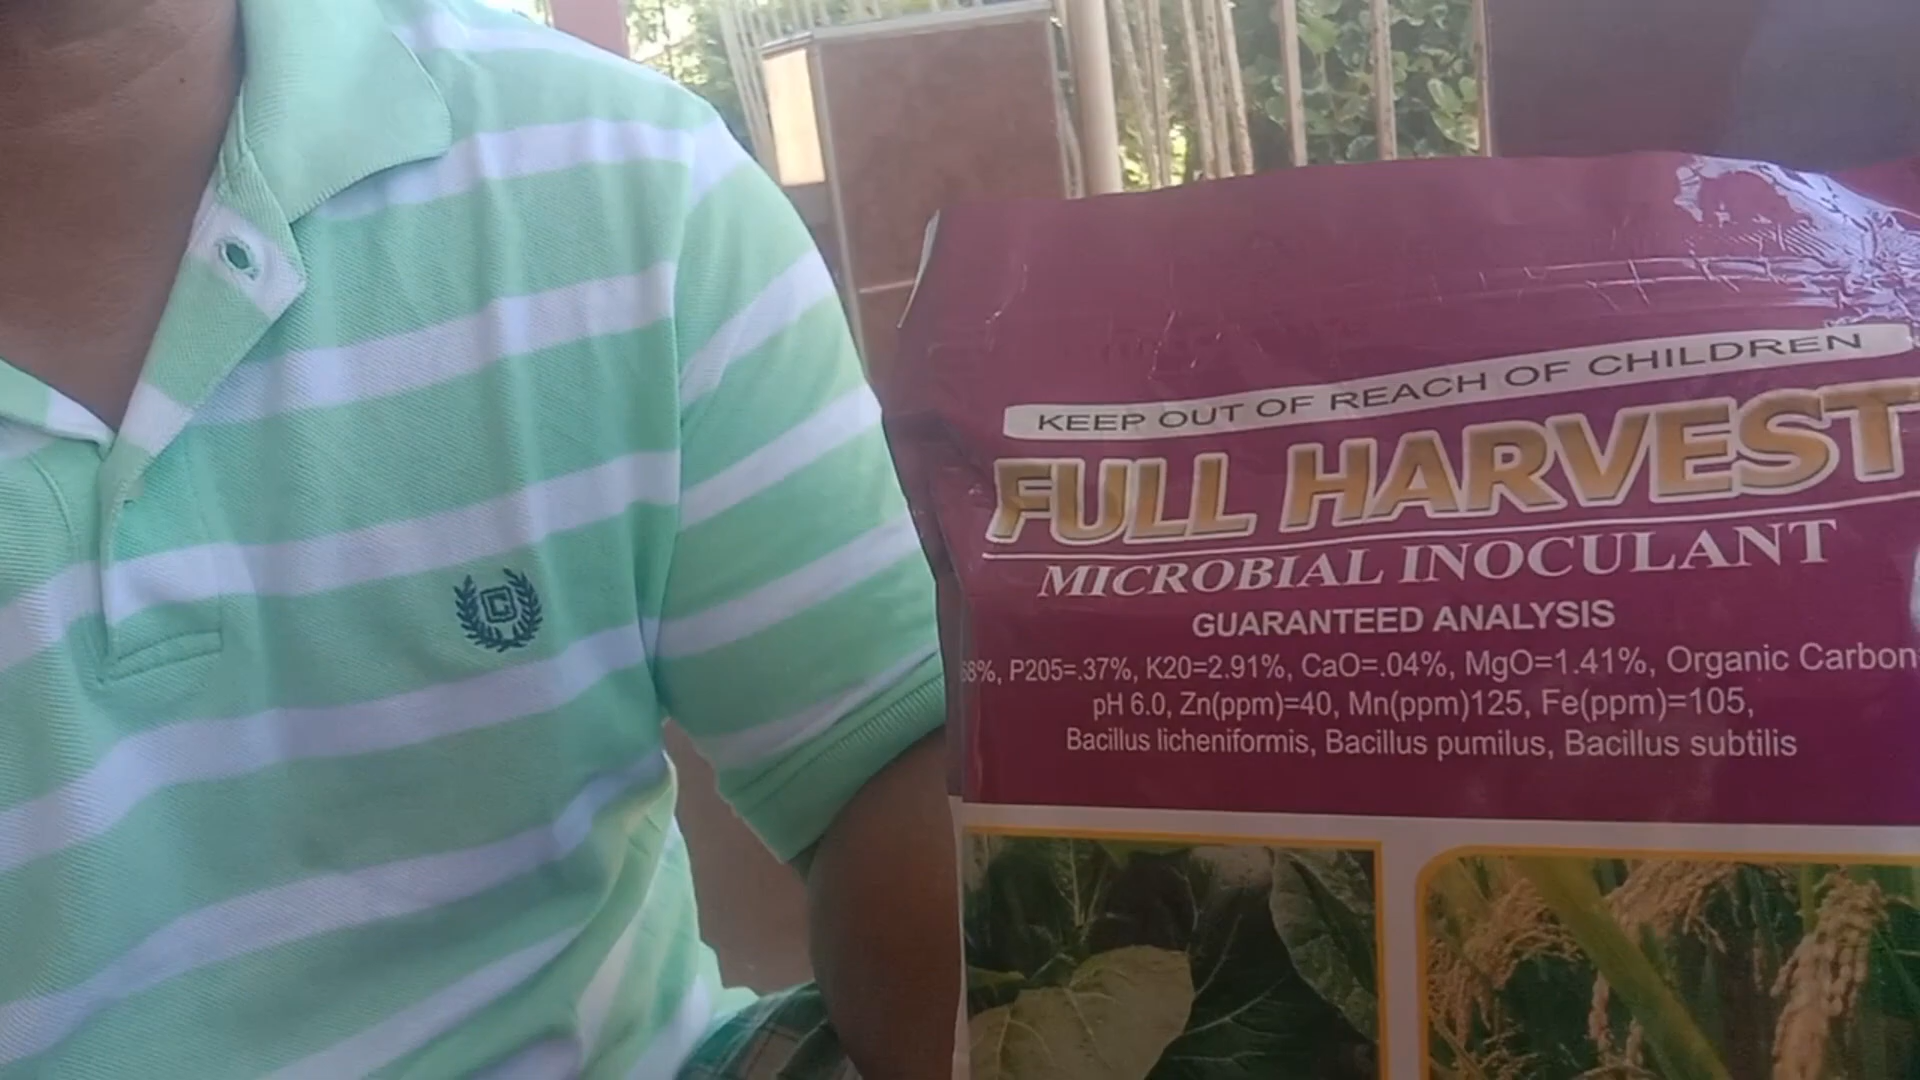 KEEP OUT OF REACH OF CHILDREN
FULL HARVEST
MICROBIAL INOCULANT
GUARANTEED ANALYSIS
68%, P205=.37%, K20=2.91%, CaO=.04%, MgO=1.41%, Organic Carbon
pH 6.0, Zn(ppm)=40, Mn(ppm)125, Fe(ppm)=105,
Bacillus licheniformis, Bacillus pumilus, Bacillus subtilis
C